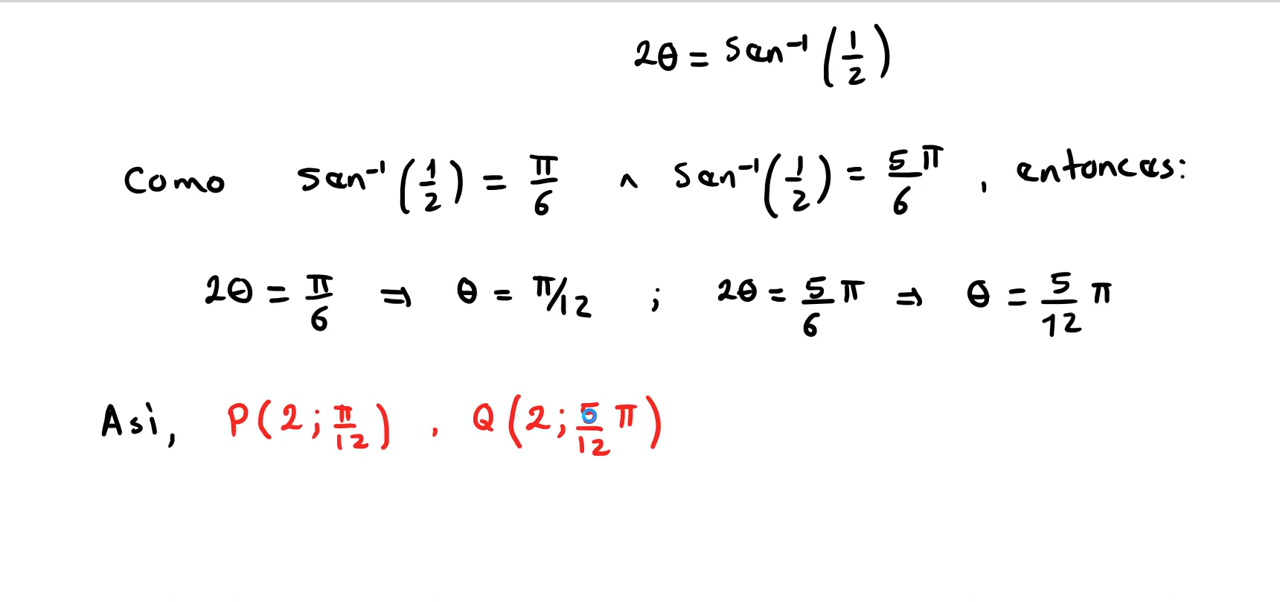 2θ = sen⁻¹(1/2)
Como sen⁻¹(1/2) = π/6 ∧ sen⁻¹(1/2) = 5/6 π , entonces:
2θ = π/6 ⇒ θ = π/12 ; 2θ = 5/6 π ⇒ θ = 5/12 π
Asi, P(2; π/12) , Q(2; 5/12 π)